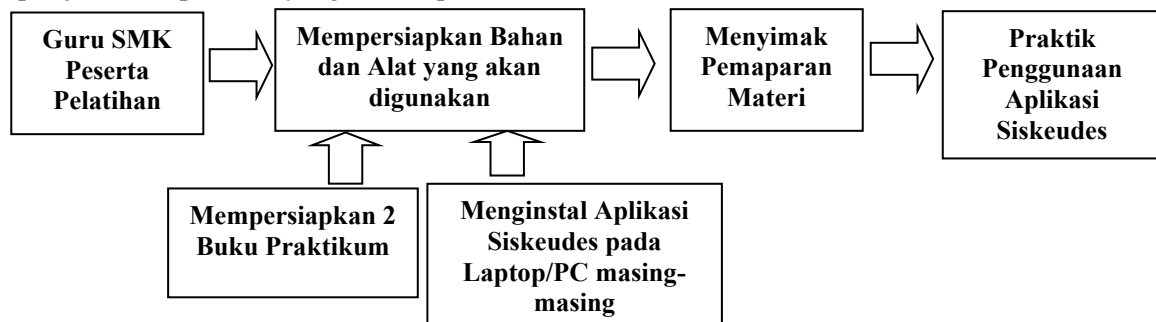 Guru SMK
Peserta
Pelatihan
Mempersiapkan Bahan
dan Alat yang akan
digunakan
Menyimak
Pemaparan
Materi
Praktik
Penggunaan
Aplikasi
Siskeudes
Mempersiapkan 2
Buku Praktikum
Menginstal Aplikasi
Siskeudes pada
Laptop/PC masing-
masing